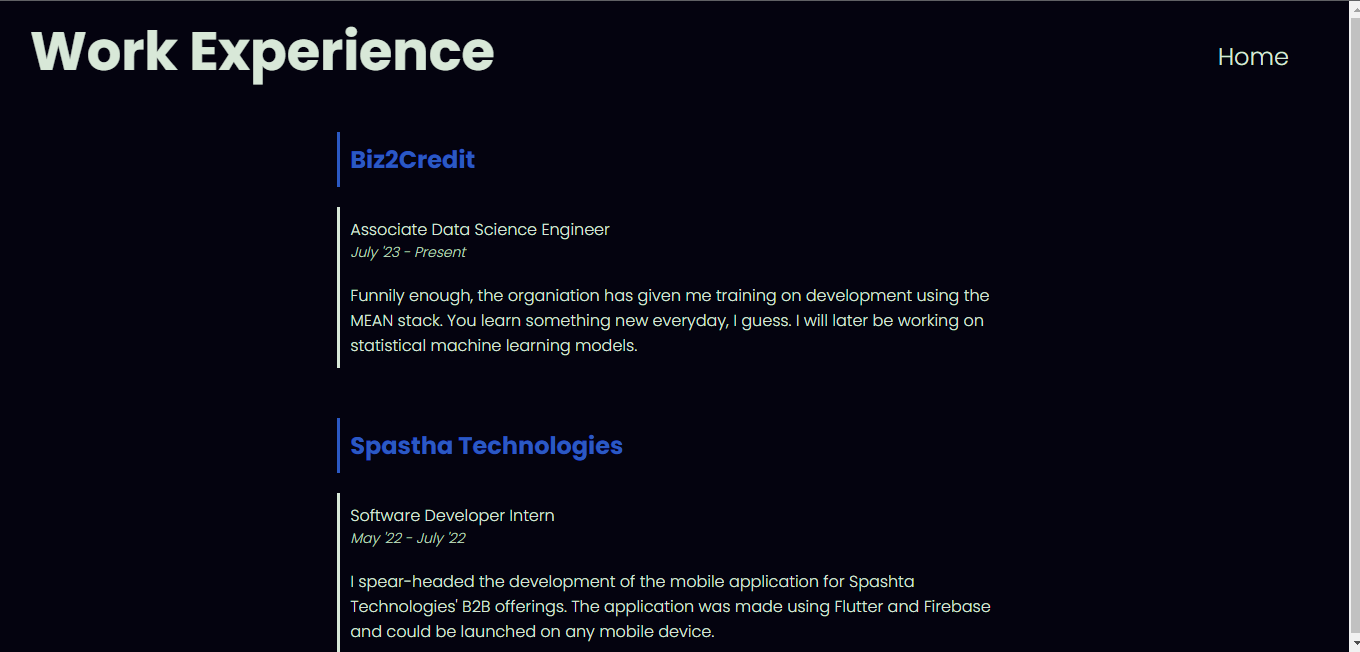 Work Experience
Home
Biz2Credit
Associate Data Science Engineer
July '23 - Present
Funnily enough, the organiation has given me training on development using the
MEAN stack. You learn something new everyday, I guess. I will later be working on
statistical machine learning models.
Spastha Technologies
Software Developer Intern
May '22 - July '22
I spear-headed the development of the mobile application for Spashta
Technologies' B2B offerings. The application was made using Flutter and Firebase
and could be launched on any mobile device.